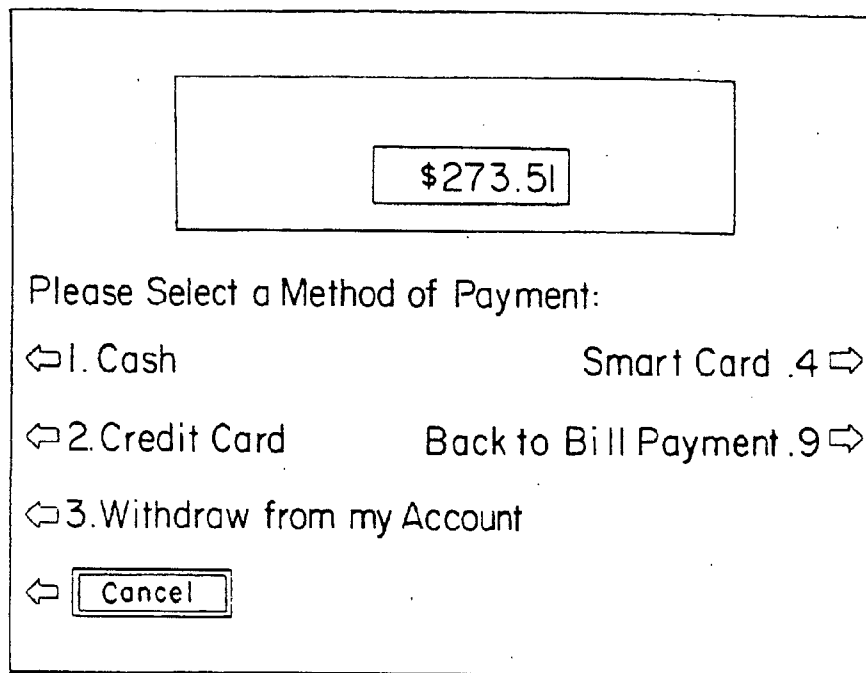 $273.51
Please Select a Method of Payment:
⇦1. Cash
Smart Card .4⇨
⇦2. Credit Card
Back to Bill Payment .9⇨
⇦3. Withdraw from my Account
⇦ Cancel